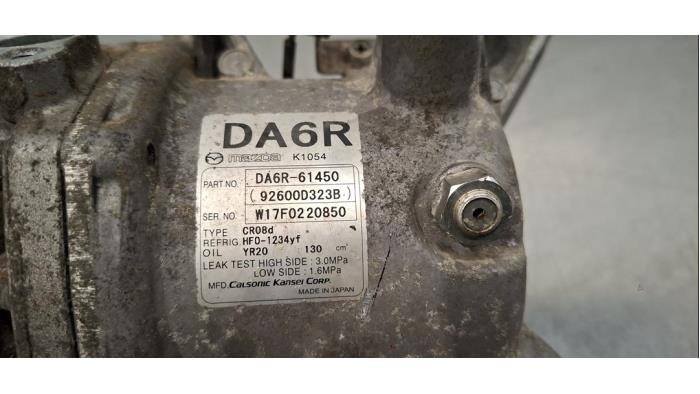 DA6R
mazda K1054
PART NO. DA6R-61450
(92600D323B)
SER NO. W17F0220850
TYPE CR08d
REFRIG. HFO-1234yf
OIL YR20 130 cm³
LEAK TEST HIGH SIDE : 3.0MPa
LOW SIDE : 1.6MPa
MFD. CALSONIC KANSEI CORP.
MADE IN JAPAN